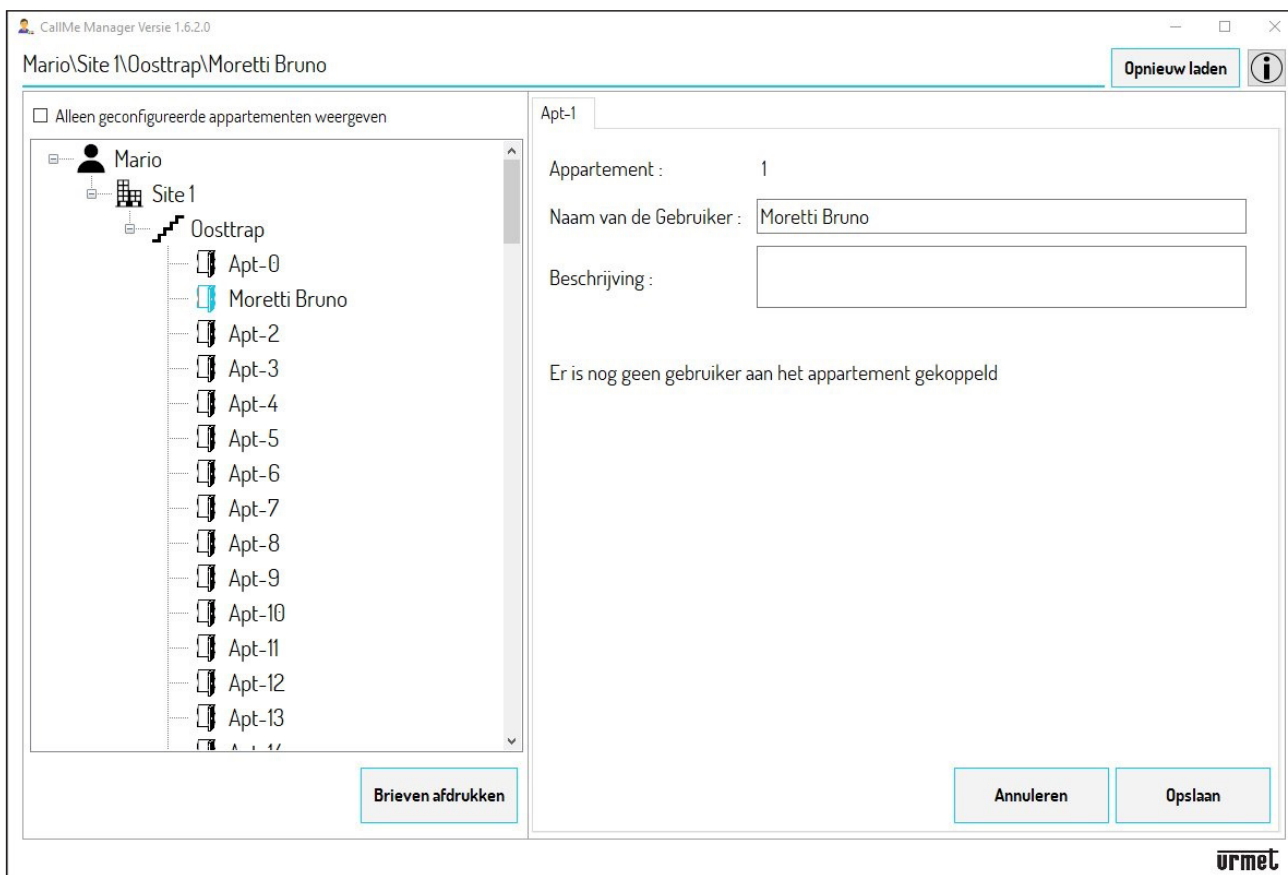 CallMe Manager Versie 1.6.2.0
Mario\Site 1\Oosttrap\Moretti Bruno
Opnieuw laden
Alleen geconfigureerde appartementen weergeven
Mario
Site 1
Oosttrap
Apt-0
Moretti Bruno
Apt-2
Apt-3
Apt-4
Apt-5
Apt-6
Apt-7
Apt-8
Apt-9
Apt-10
Apt-11
Apt-12
Apt-13
Brieven afdrukken
Apt-1
Appartement : 1
Naam van de Gebruiker : Moretti Bruno
Beschrijving :
Er is nog geen gebruiker aan het appartement gekoppeld
Annuleren Opslaan
urmet